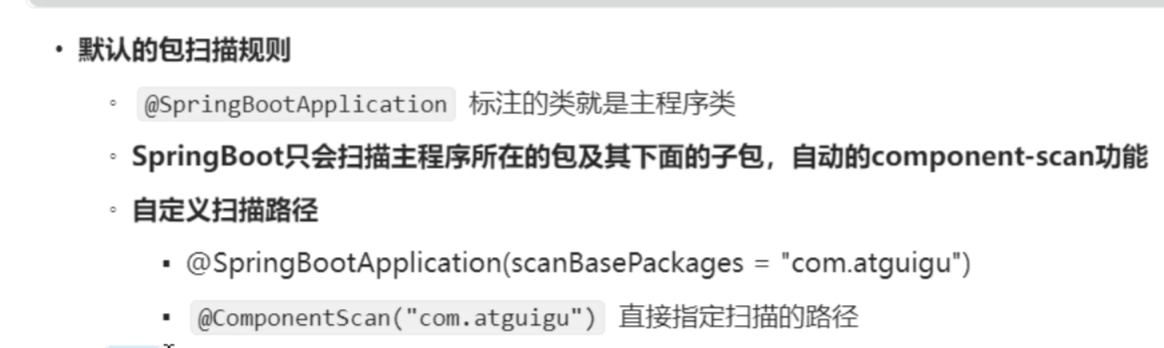 默认的包扫描规则
@SpringBootApplication 标注的类就是主程序类
SpringBoot只会扫描主程序所在的包及其下面的子包，自动的component-scan功能
自定义扫描路径
@SpringBootApplication(scanBasePackages = "com.atguigu")
@ComponentScan("com.atguigu") 直接指定扫描的路径